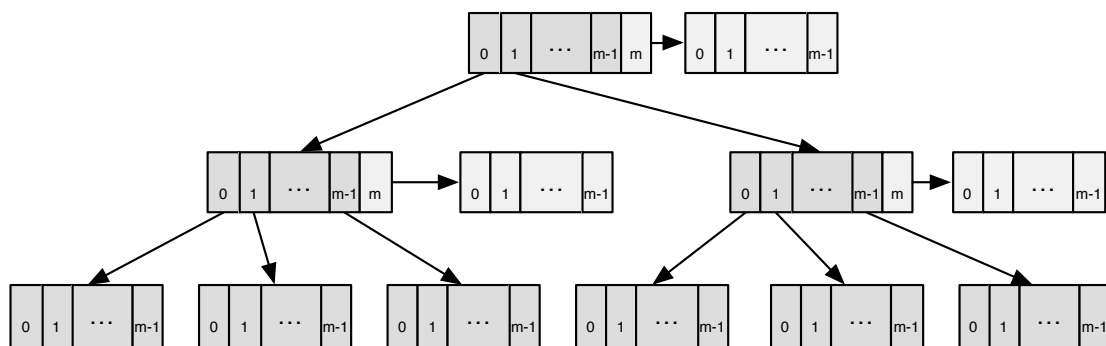 0 1 ... m-1 m 0 1 ... m-1
0 1 ... m-1 m 0 1 ... m-1 0 1 ... m-1 m 0 1 ... m-1
0 1 ... m-1 0 1 ... m-1 0 1 ... m-1 0 1 ... m-1 0 1 ... m-1 0 1 ... m-1